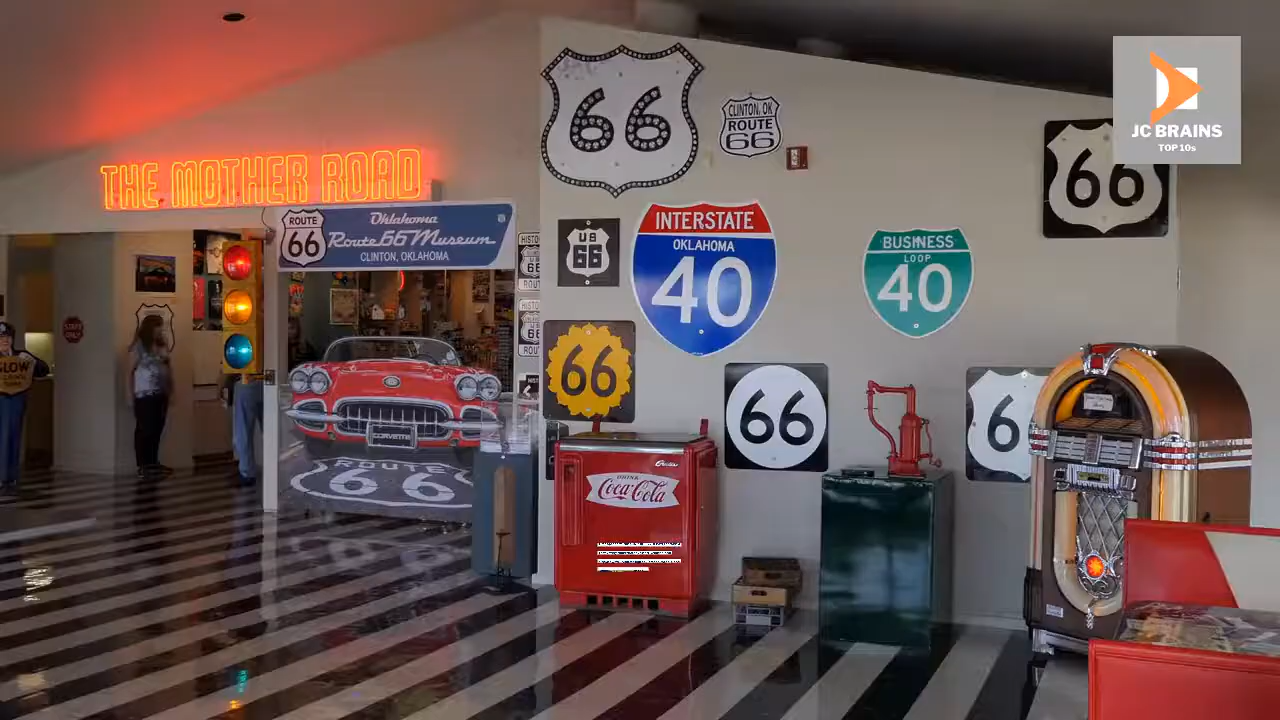 JC BRAINS
TOP 10s
66
CLINTON, OK
ROUTE
66
66
THE MOTHER ROAD
ROUTE
66
Oklahoma
Route 66 Museum
CLINTON, OKLAHOMA
US
66
INTERSTATE
OKLAHOMA
40
BUSINESS
LOOP
40
STAFF
ONLY
SLOW
66
66
6
CORVETTE
ROUTE
66
DRINK
Coca-Cola